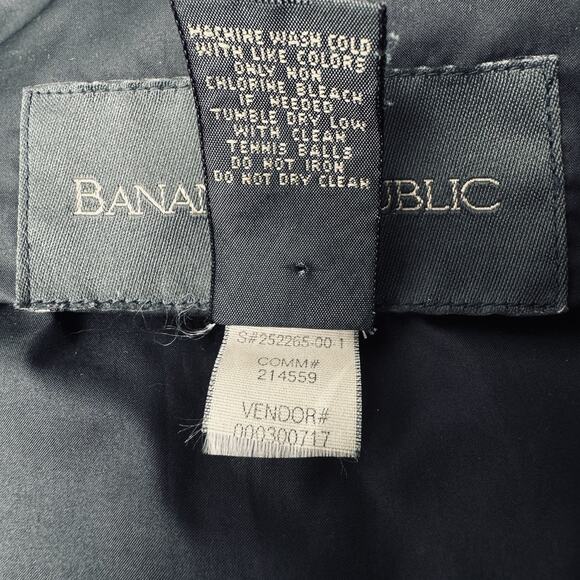 MACHINE WASH COLD
WITH LIKE COLORS
ONLY NON
CHLORINE BLEACH
IF NEEDED
TUMBLE DRY LOW
WITH CLEAN
TENNIS BALLS
DO NOT IRON
DO NOT DRY CLEAN
BANAN UBLIC
S#252265-00 1
COMM#
214559
VENDOR#
000300717